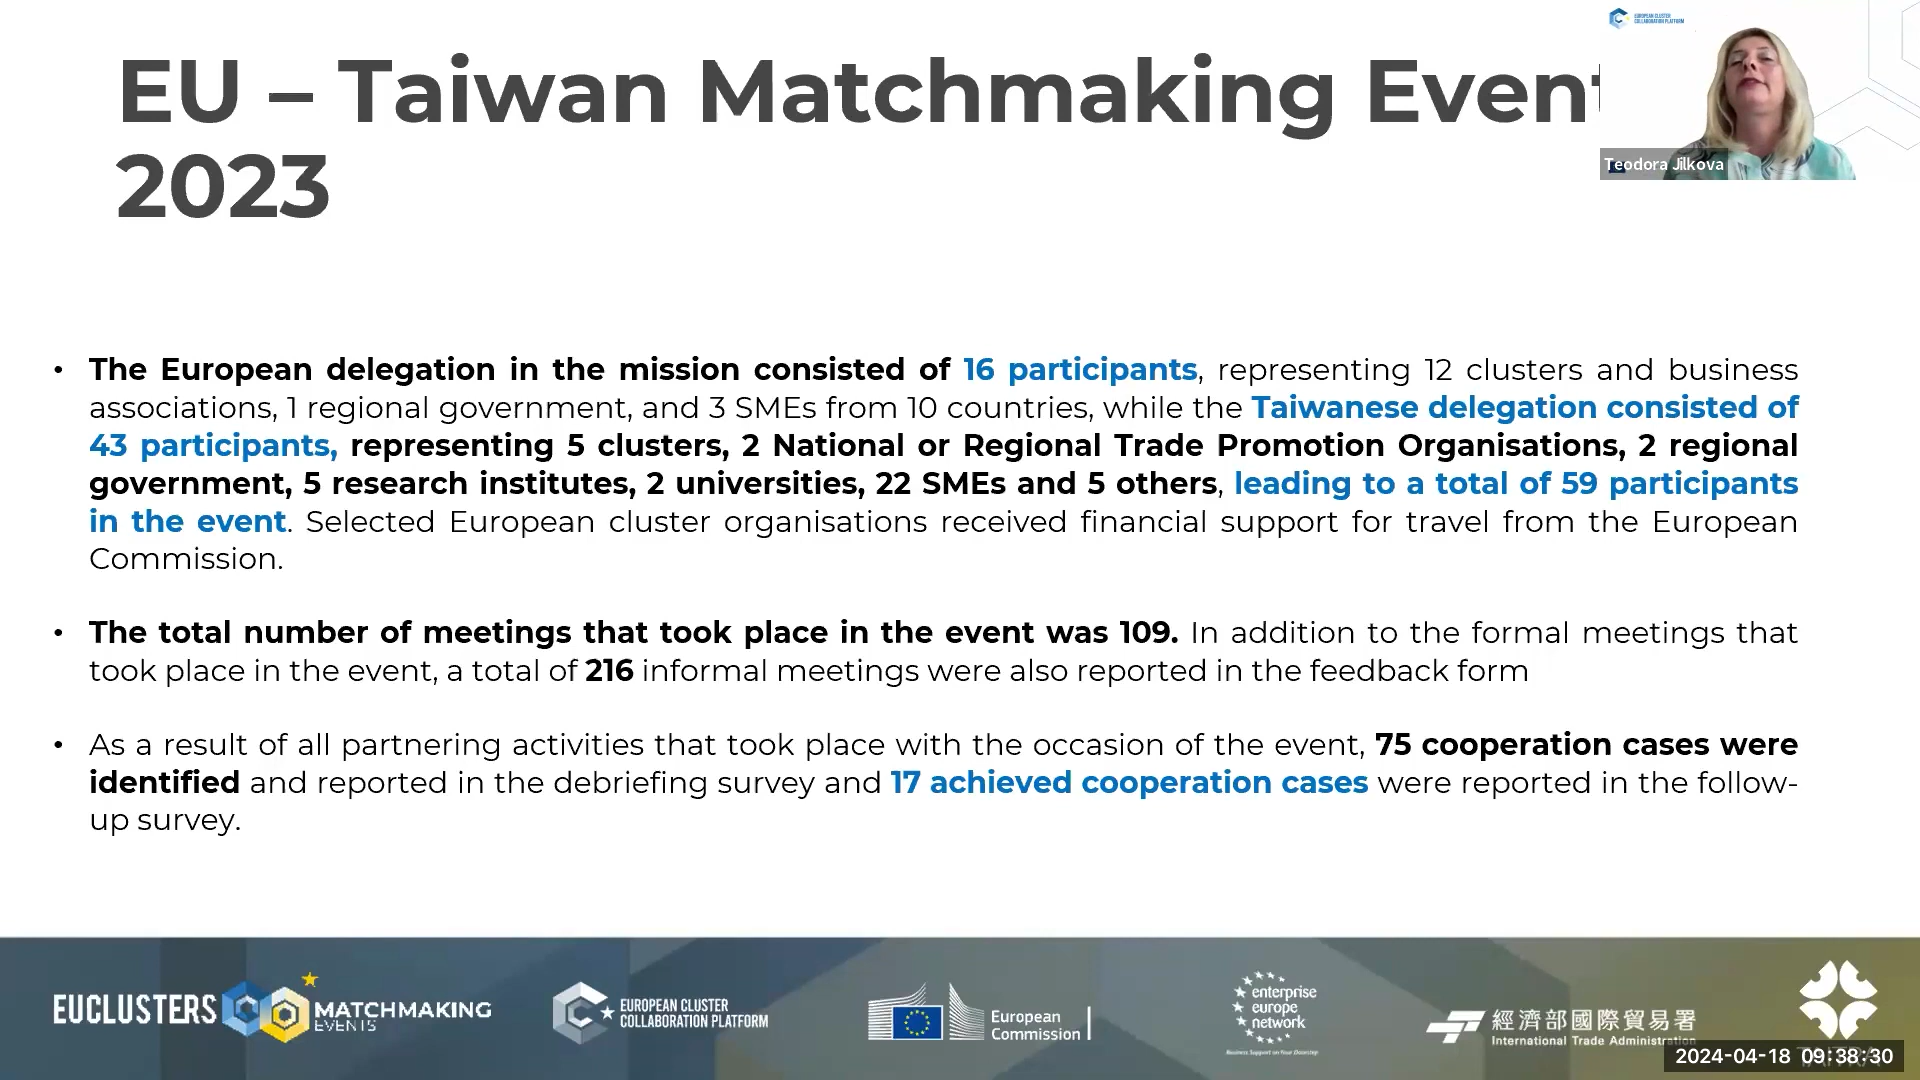 EUROPEAN CLUSTER
COLLABORATION PLATFORM
EU – Taiwan Matchmaking Event
2023
Teodora Jilkova
• The European delegation in the mission consisted of 16 participants, representing 12 clusters and business
associations, 1 regional government, and 3 SMEs from 10 countries, while the Taiwanese delegation consisted of
43 participants, representing 5 clusters, 2 National or Regional Trade Promotion Organisations, 2 regional
government, 5 research institutes, 2 universities, 22 SMEs and 5 others, leading to a total of 59 participants
in the event. Selected European cluster organisations received financial support for travel from the European
Commission.
• The total number of meetings that took place in the event was 109. In addition to the formal meetings that
took place in the event, a total of 216 informal meetings were also reported in the feedback form
• As a result of all partnering activities that took place with the occasion of the event, 75 cooperation cases were
identified and reported in the debriefing survey and 17 achieved cooperation cases were reported in the follow-
up survey.
EUCLUSTERS MATCHMAKING
EVENTS
EUROPEAN CLUSTER
COLLABORATION PLATFORM
European
Commission
enterprise
europe
network
Business Support on Your Doorstep
經濟部國際貿易署
International Trade Administration
2024-04-18 09:38:30